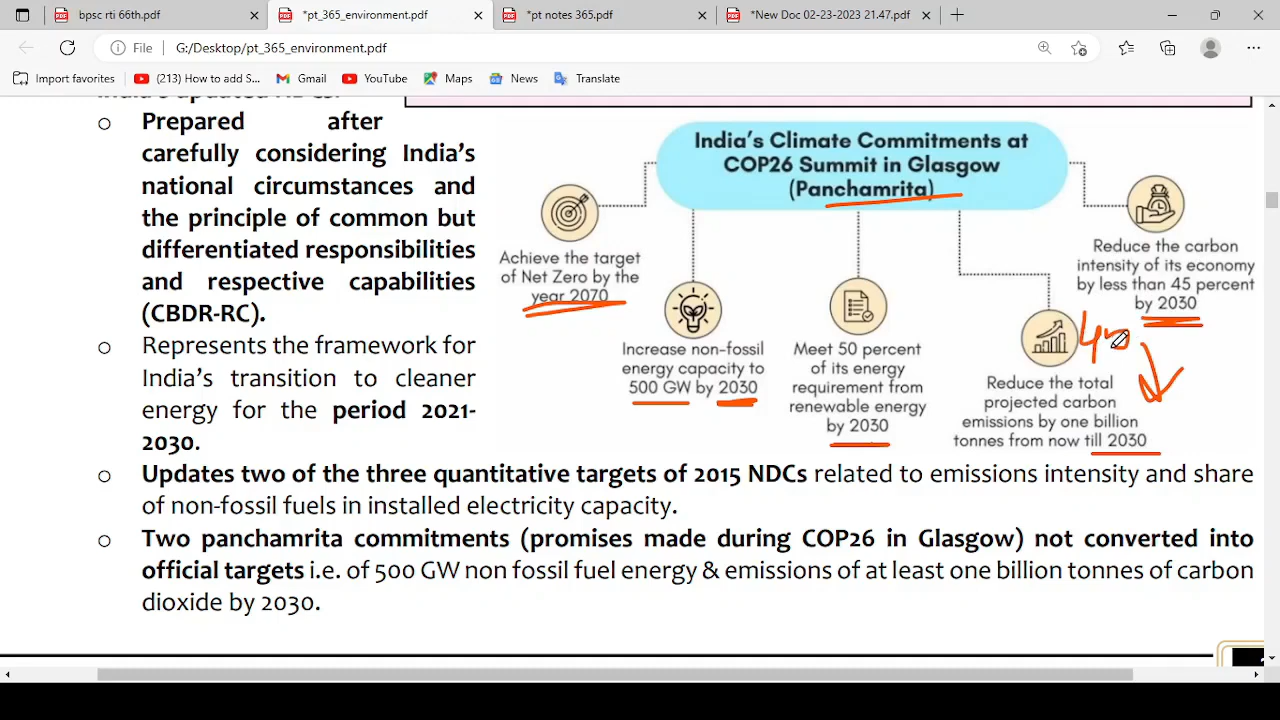 bpsc rti 66th.pdf
*pt_365_environment.pdf
*pt notes 365.pdf
*New Doc 02-23-2023 21.47.pdf
File
G:/Desktop/pt_365_environment.pdf
Import favorites
(213) How to add S...
Gmail
YouTube
Maps
News
Translate
Prepared after
carefully considering India's
national circumstances and
the principle of common but
differentiated responsibilities
and respective capabilities
(CBDR-RC).
Represents the framework for
India's transition to cleaner
energy for the period 2021-
2030.
India's Climate Commitments at
COP26 Summit in Glasgow
(Panchamrita)
Achieve the target
of Net Zero by the
year 2070
Increase non-fossil
energy capacity to
500 GW by 2030
Meet 50 percent
of its energy
requirement from
renewable energy
by 2030
Reduce the total
projected carbon
emissions by one billion
tonnes from now till 2030
Reduce the carbon
intensity of its economy
by less than 45 percent
by 2030
45
Updates two of the three quantitative targets of 2015 NDCs related to emissions intensity and share
of non-fossil fuels in installed electricity capacity.
Two panchamrita commitments (promises made during COP26 in Glasgow) not converted into
official targets i.e. of 500 GW non fossil fuel energy & emissions of at least one billion tonnes of carbon
dioxide by 2030.